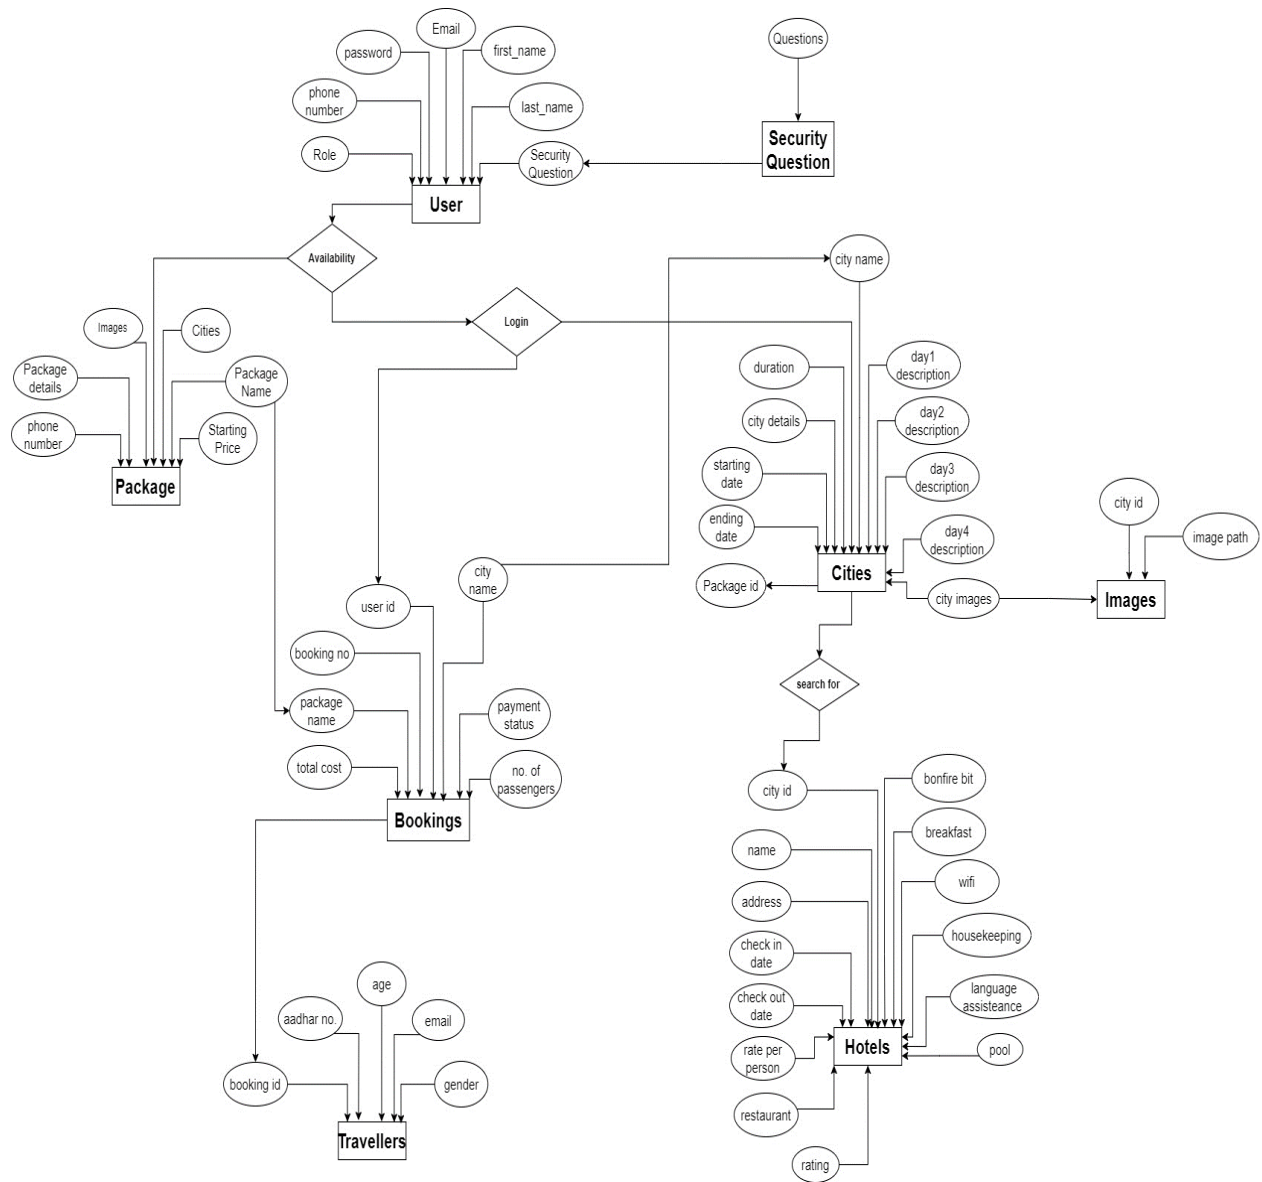 Email
Questions
password
first_name
phone
number
last_name
Security
Question
Role
Security
Question
User
Availability
city name
Login
Images
Cities
Package
details
Package
Name
phone
number
Starting
Price
Package
duration
day1
description
city details
day2
description
starting
date
day3
description
ending
date
day4
description
city id
image path
Cities
Package id
city images
Images
city
name
user id
booking no
package
name
payment
status
total cost
no. of
passengers
Bookings
search for
city id
bonfire bit
breakfast
name
wifi
address
housekeeping
check in
date
language
assisteance
check out
date
Hotels
rate per
person
pool
restaurant
rating
age
aadhar no.
email
booking id
gender
Travellers